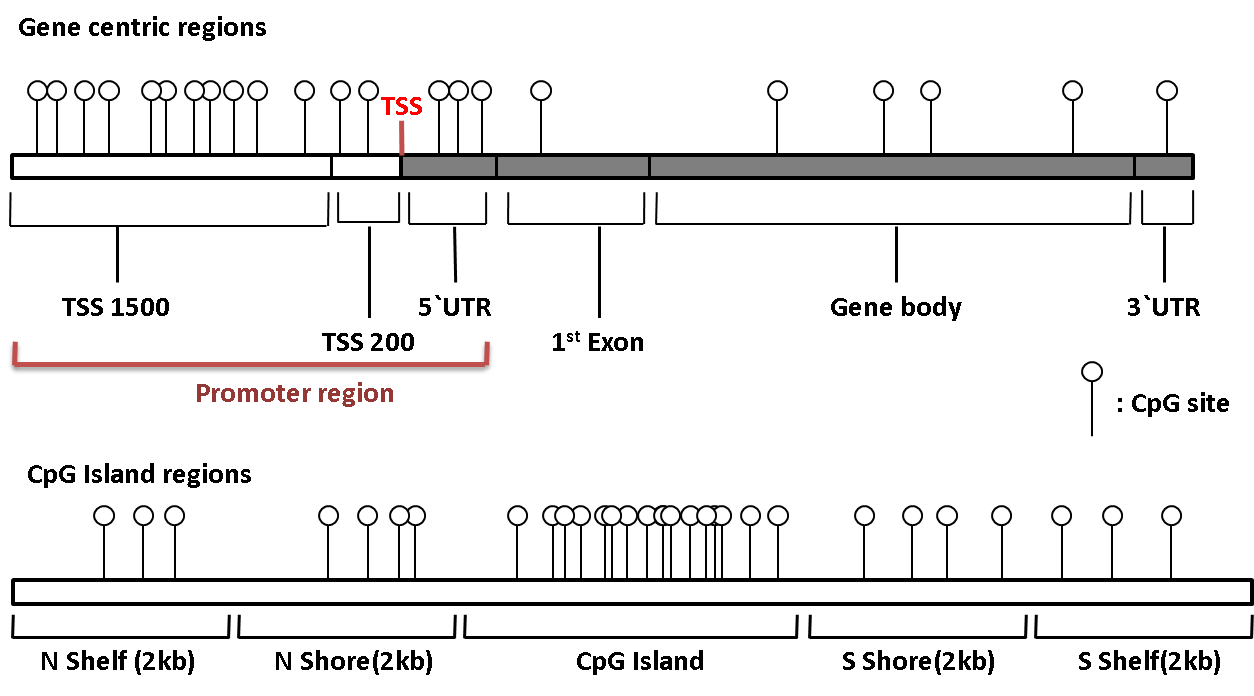 Gene centric regions
TSS
TSS 1500
5`UTR
Gene body
3`UTR
TSS 200
1st Exon
Promoter region
: CpG site
CpG Island regions
N Shelf (2kb)
N Shore(2kb)
CpG Island
S Shore(2kb)
S Shelf(2kb)